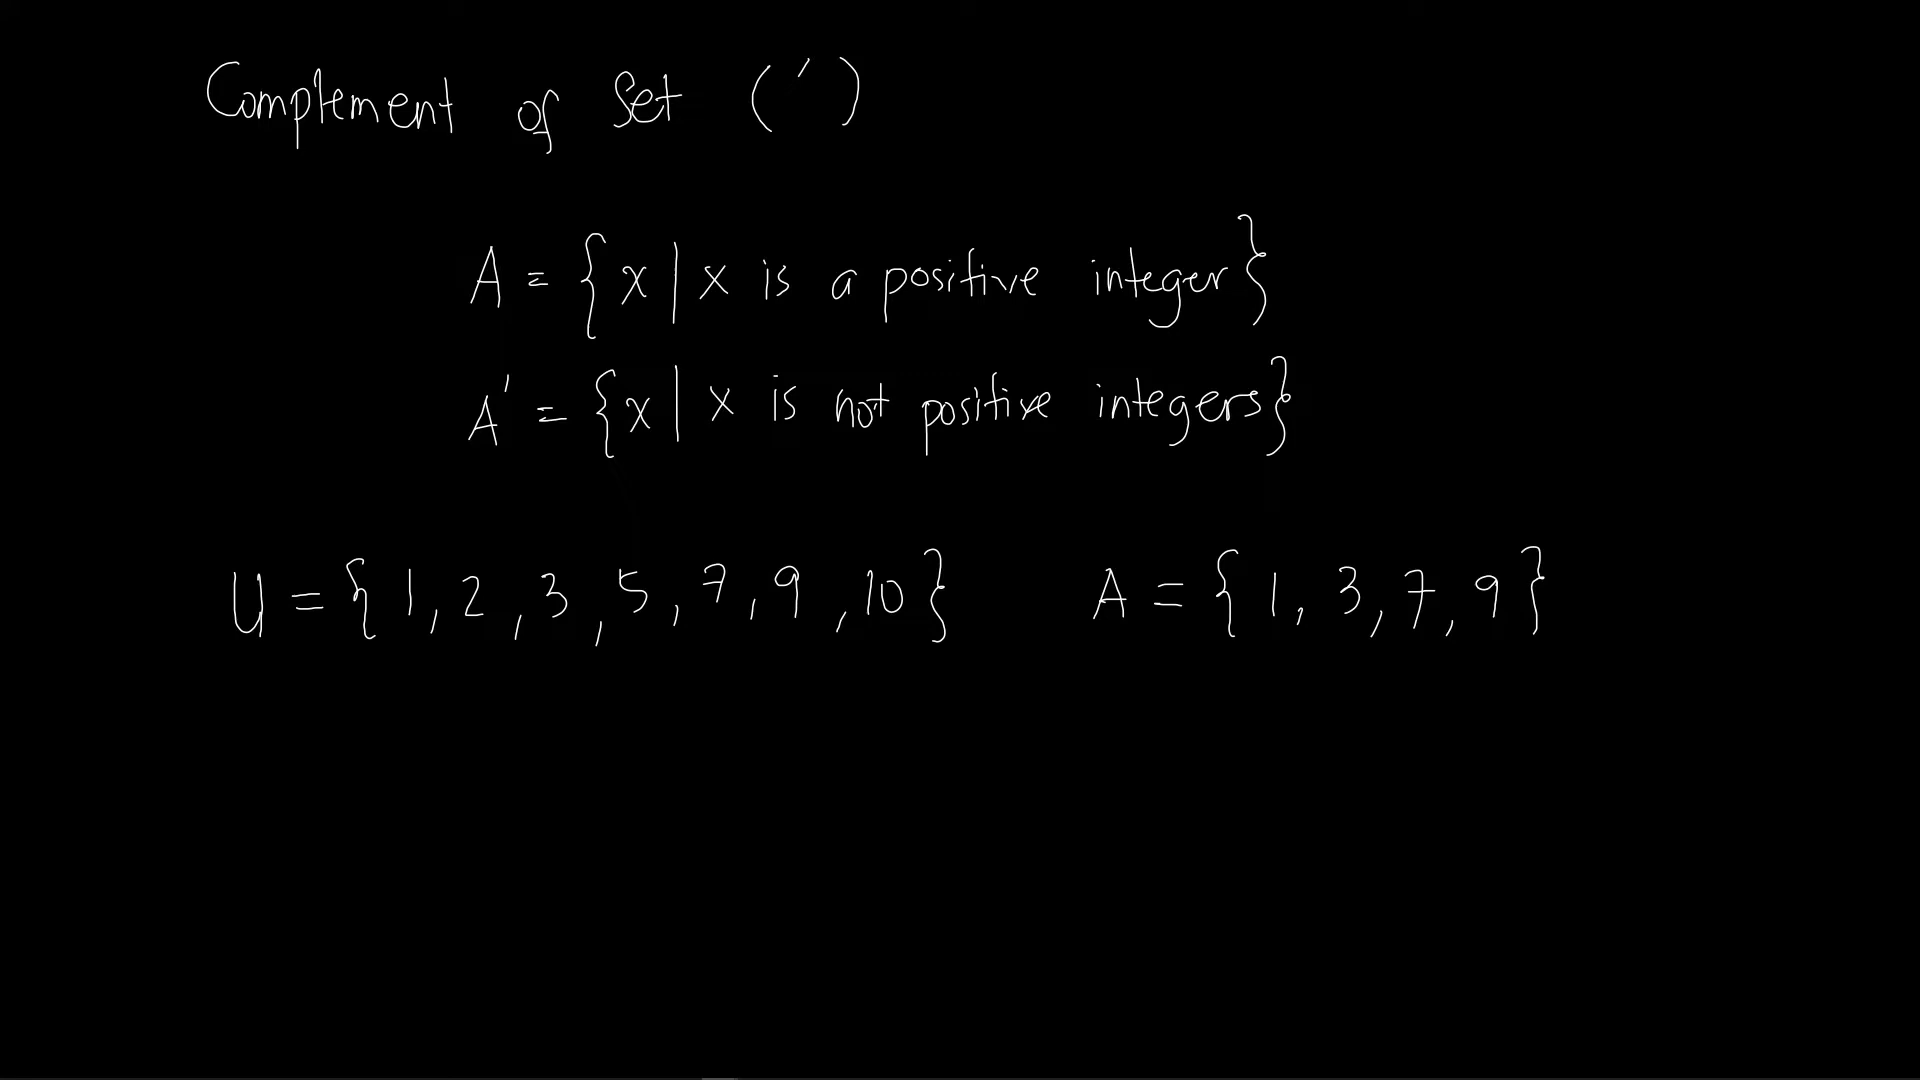 Complement of Set (')
A = {x | x is a positive integer}
A' = {x | x is not positive integers}
U = {1, 2, 3, 5, 7, 9, 10} A = {1, 3, 7, 9}